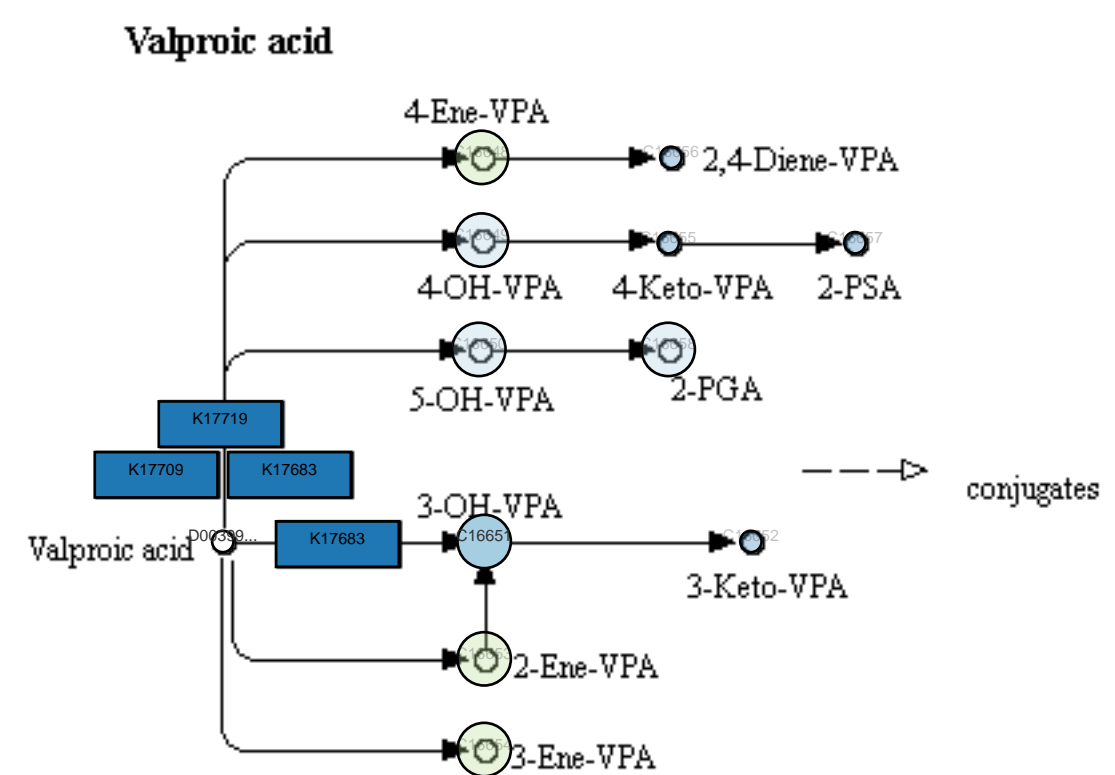 Valproic acid
4-Ene-VPA
2,4-Diene-VPA
4-OH-VPA
4-Keto-VPA
2-PSA
5-OH-VPA
2-PGA
K17719
K17709
K17683
conjugates
3-OH-VPA
Valproic acid
D00399...
K17683
C16651
3-Keto-VPA
2-Ene-VPA
3-Ene-VPA